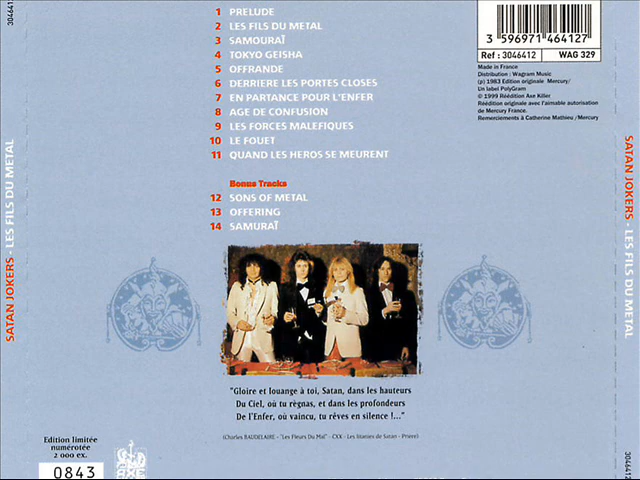 3046412
SATAN JOKERS - LES FILS DU METAL
1 PRELUDE
2 LES FILS DU METAL
3 SAMOURAÏ
4 TOKYO GEISHA
5 OFFRANDE
6 DERRIERE LES PORTES CLOSES
7 EN PARTANCE POUR L'ENFER
8 AGE DE CONFUSION
9 LES FORCES MALEFIQUES
10 LE FOUET
11 QUAND LES HEROS SE MEURENT
Bonus Tracks
12 SONS OF METAL
13 OFFERING
14 SAMURAÏ
3 596971 464127
Ref : 3046412 WAG 329
Made in France
Distribution : Wagram Music
(p) 1983 Edition originale Mercury/
Un label PolyGram
© 1999 Réédition Axe Killer
Réédition originale avec l'aimable autorisation
de Mercury France.
Remerciements à Catherine Mathieu /Mercury
"Gloire et louange à toi, Satan, dans les hauteurs
Du Ciel, où tu règnas, et dans les profondeurs
De l'Enfer, où vaincu, tu rêves en silence !..."
(Charles BAUDELAIRE - "Les Fleurs Du Mal" - CXX - Les litanies de Satan - Priere)
Edition limitée
numérotée
2 000 ex.
0843
AXE
SATAN JOKERS - LES FILS DU METAL
3046412